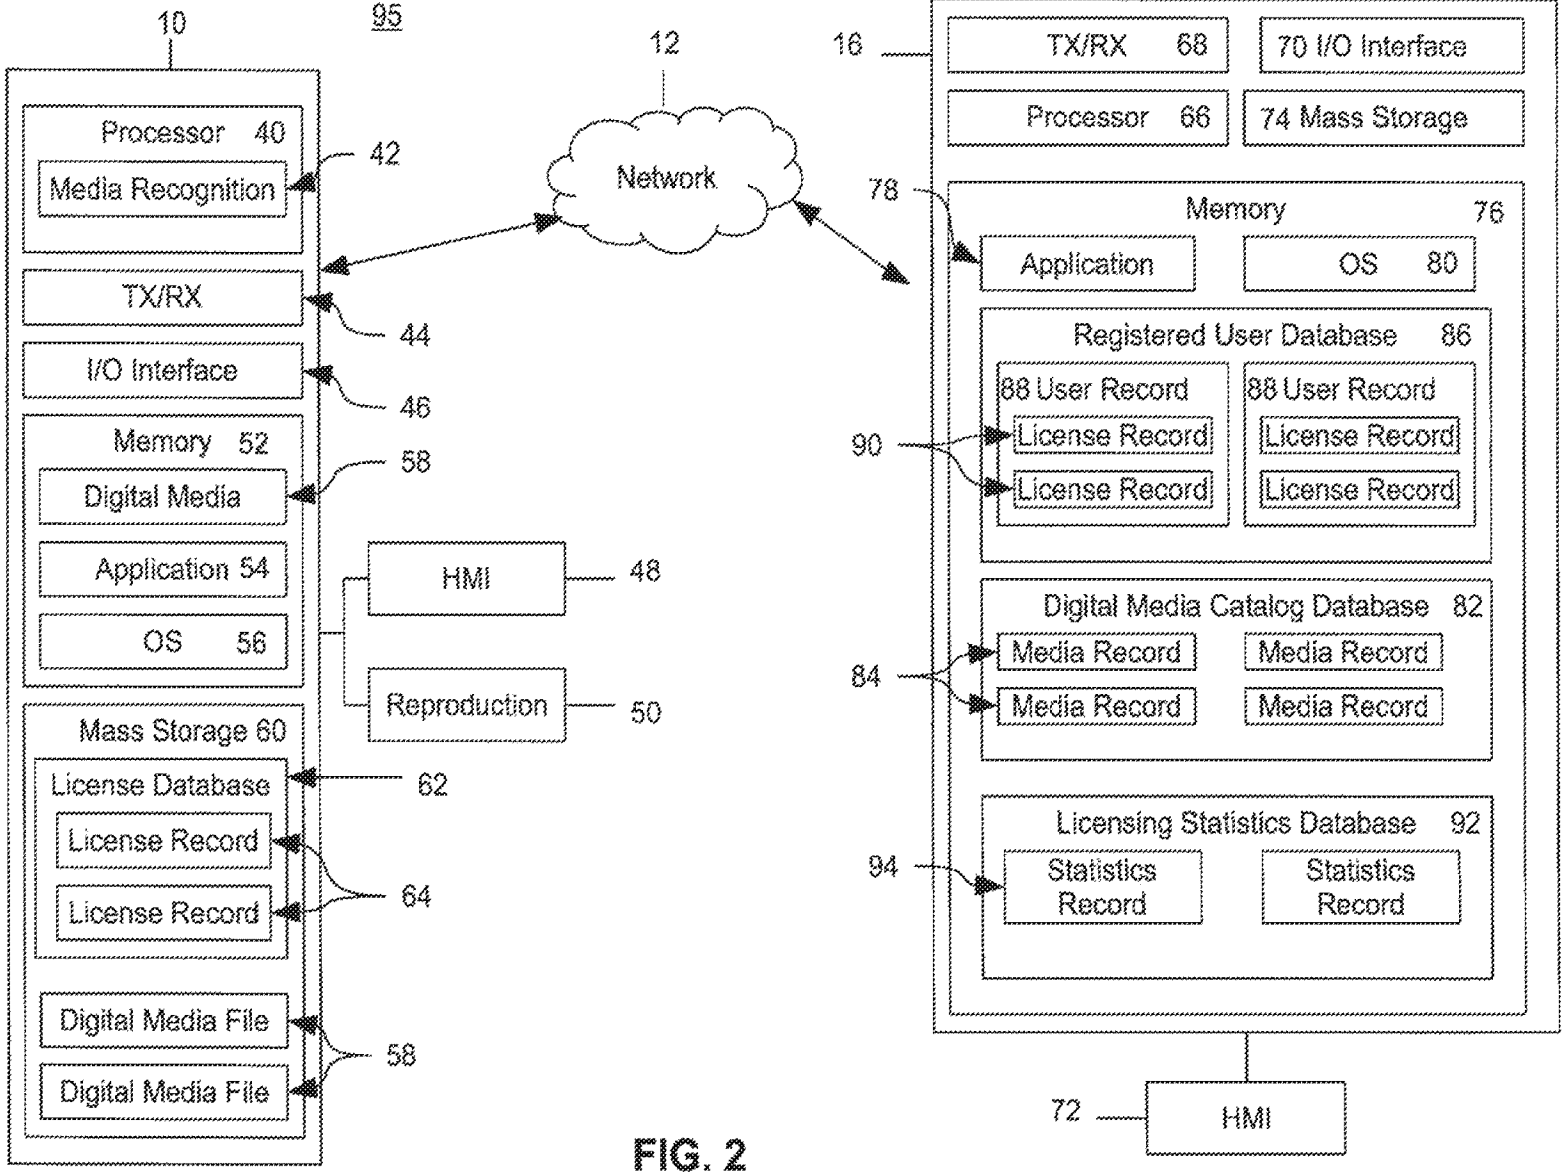 10
95
12
Network
Processor 40
Media Recognition
42
TX/RX
44
I/O Interface
46
Memory 52
Digital Media
58
Application 54
OS 56
HMI
48
Reproduction
50
Mass Storage 60
License Database
62
License Record
License Record
64
Digital Media File
Digital Media File
58
16
TX/RX 68
70 I/O Interface
Processor 66
74 Mass Storage
Memory 76
78
Application
OS 80
Registered User Database 86
88 User Record
88 User Record
90
License Record
License Record
License Record
License Record
Digital Media Catalog Database 82
84
Media Record
Media Record
Media Record
Media Record
Licensing Statistics Database 92
94
Statistics
Record
Statistics
Record
72
HMI
FIG. 2